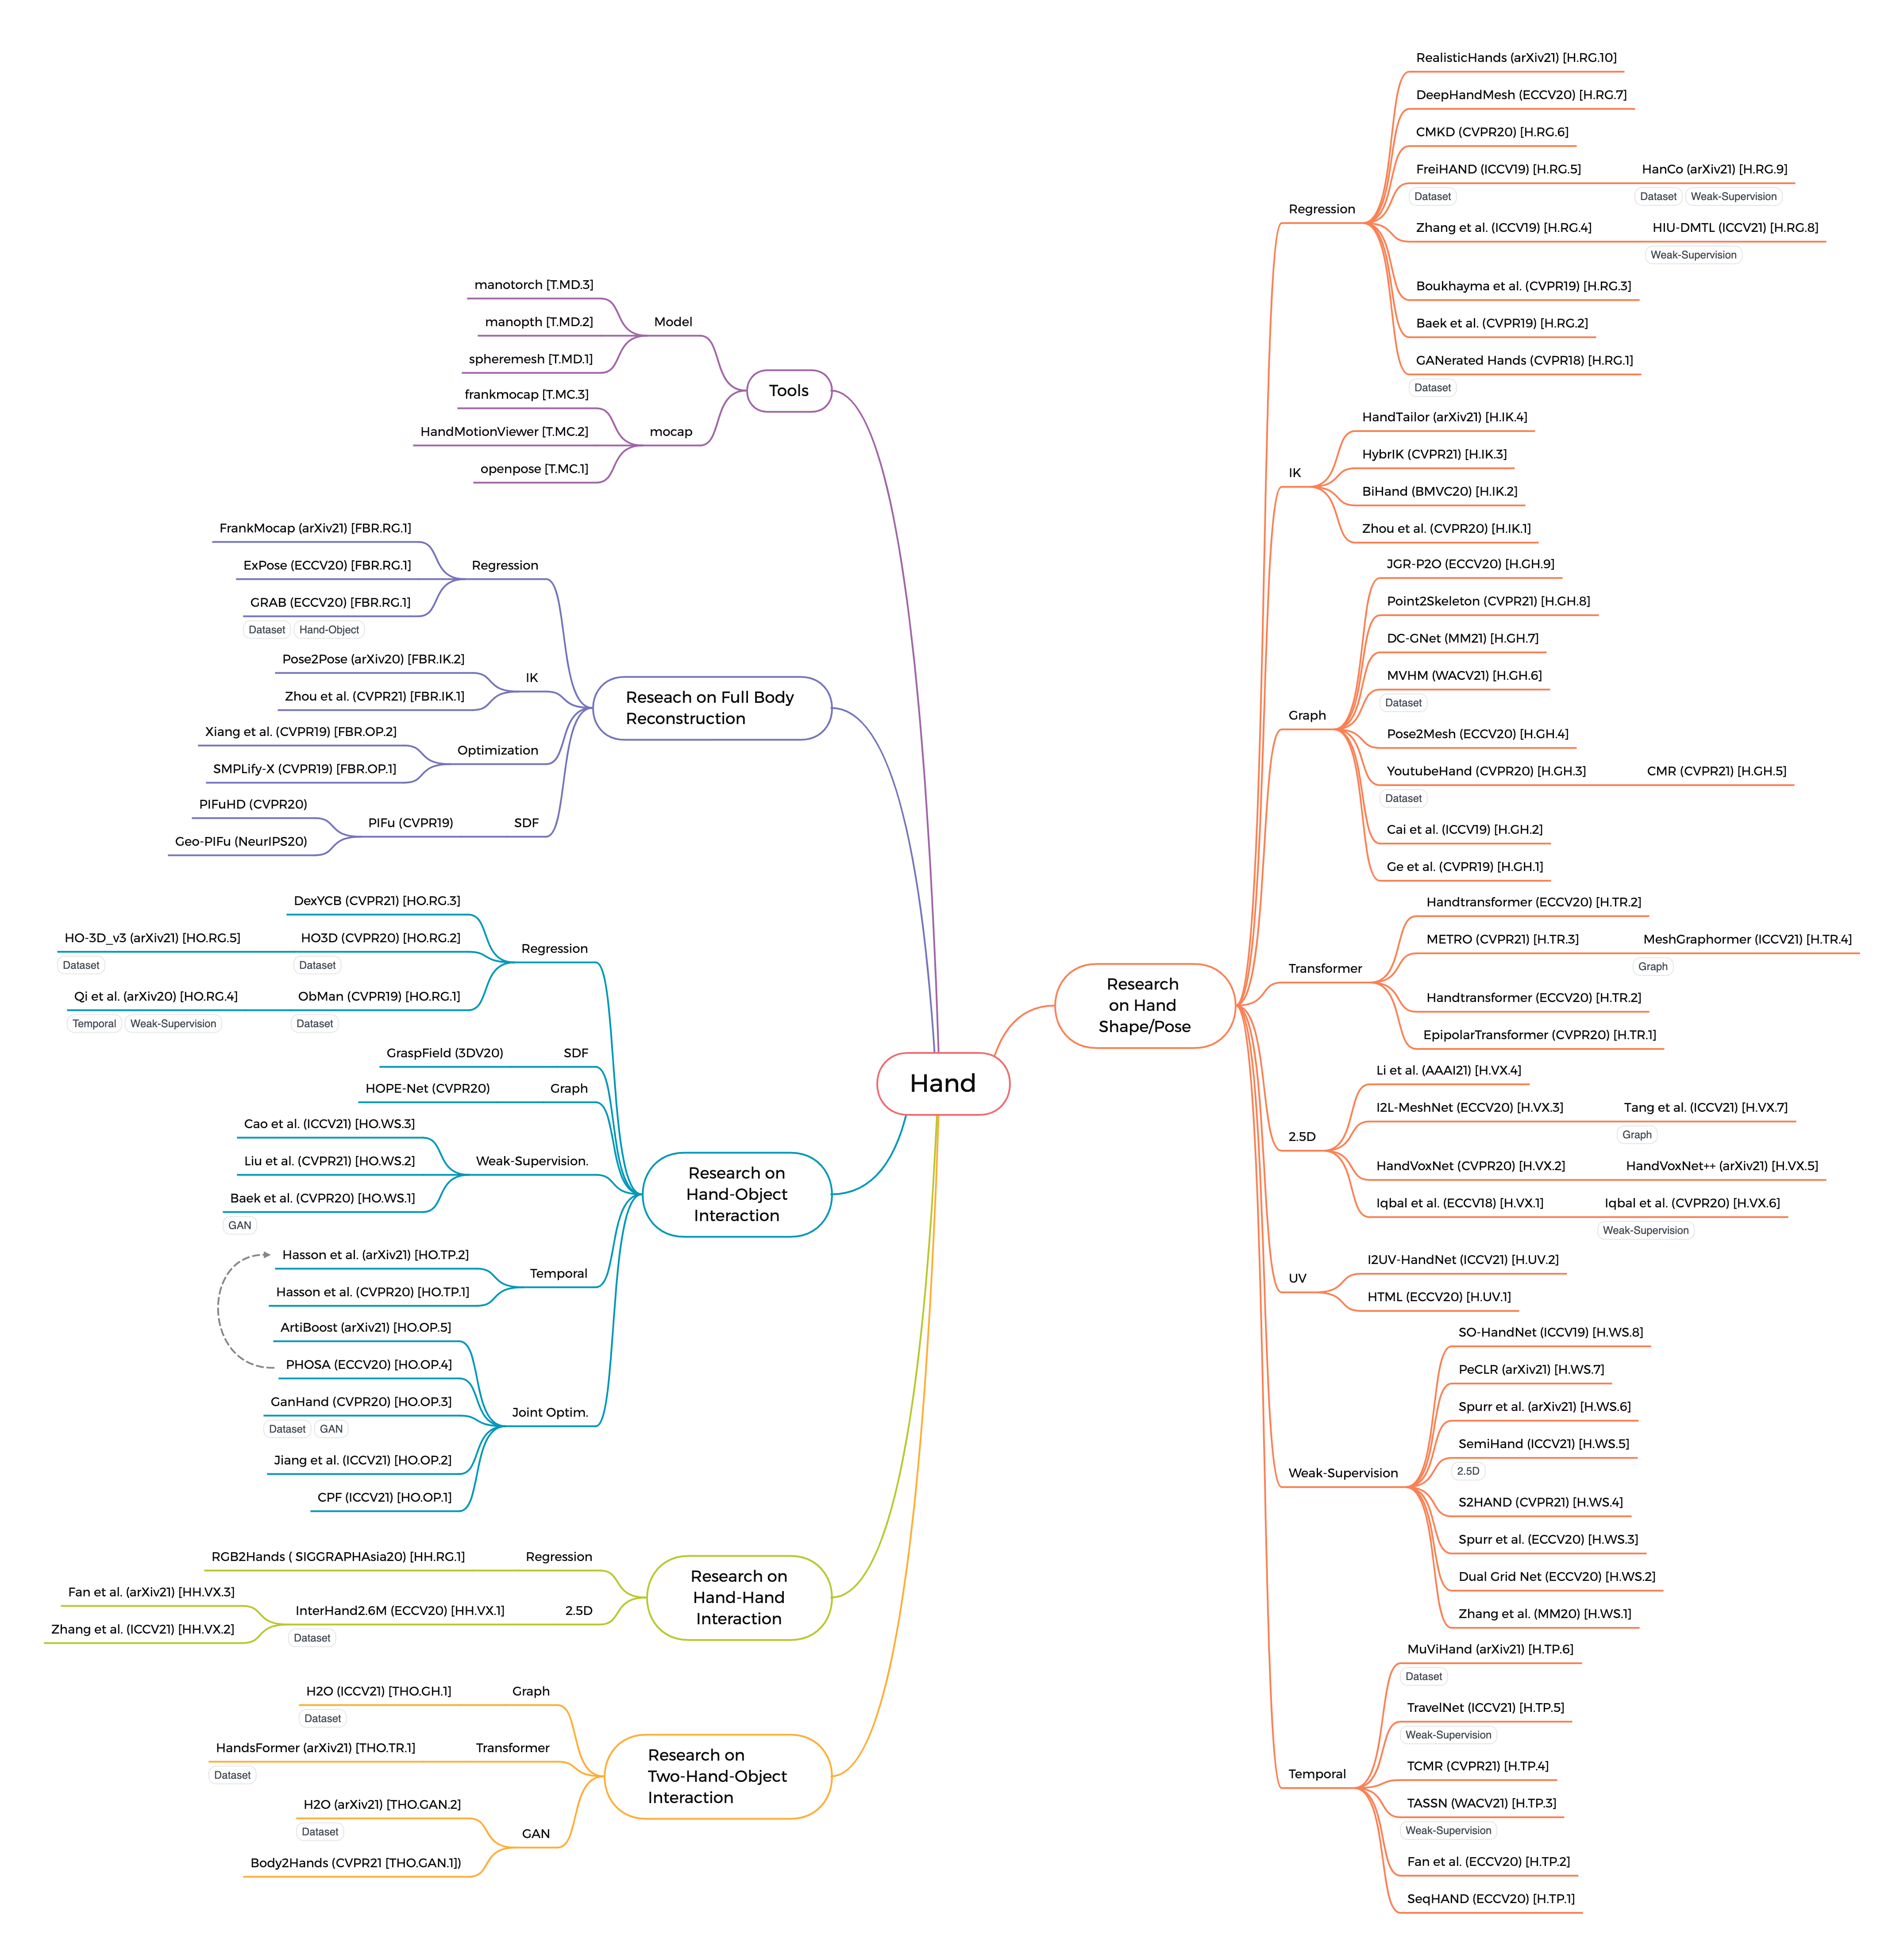 Hand
Tools
Model
manotorch [T.MD.3]
manopth [T.MD.2]
spheremesh [T.MD.1]
mocap
frankmocap [T.MC.3]
HandMotionViewer [T.MC.2]
openpose [T.MC.1]
Reseach on Full Body
Reconstruction
Regression
FrankMocap (arXiv21) [FBR.RG.1]
ExPose (ECCV20) [FBR.RG.1]
GRAB (ECCV20) [FBR.RG.1]
Dataset
Hand-Object
IK
Pose2Pose (arXiv20) [FBR.IK.2]
Zhou et al. (CVPR21) [FBR.IK.1]
Optimization
Xiang et al. (CVPR19) [FBR.OP.2]
SMPLify-X (CVPR19) [FBR.OP.1]
SDF
PIFu (CVPR19)
PIFuHD (CVPR20)
Geo-PIFu (NeurIPS20)
Research on
Hand-Object
Interaction
Regression
DexYCB (CVPR21) [HO.RG.3]
HO3D (CVPR20) [HO.RG.2]
Dataset
HO-3D_v3 (arXiv21) [HO.RG.5]
Dataset
ObMan (CVPR19) [HO.RG.1]
Dataset
Qi et al. (arXiv20) [HO.RG.4]
Temporal
Weak-Supervision
SDF
GraspField (3DV20)
Graph
HOPE-Net (CVPR20)
Weak-Supervision.
Cao et al. (ICCV21) [HO.WS.3]
Liu et al. (CVPR21) [HO.WS.2]
Baek et al. (CVPR20) [HO.WS.1]
GAN
Temporal
Hasson et al. (arXiv21) [HO.TP.2]
Hasson et al. (CVPR20) [HO.TP.1]
Joint Optim.
ArtiBoost (arXiv21) [HO.OP.5]
PHOSA (ECCV20) [HO.OP.4]
GanHand (CVPR20) [HO.OP.3]
Dataset
GAN
Jiang et al. (ICCV21) [HO.OP.2]
CPF (ICCV21) [HO.OP.1]
Research on
Hand-Hand
Interaction
Regression
RGB2Hands ( SIGGRAPHAsia20) [HH.RG.1]
2.5D
InterHand2.6M (ECCV20) [HH.VX.1]
Dataset
Fan et al. (arXiv21) [HH.VX.3]
Zhang et al. (ICCV21) [HH.VX.2]
Research on
Two-Hand-Object
Interaction
Graph
H2O (ICCV21) [THO.GH.1]
Dataset
Transformer
HandsFormer (arXiv21) [THO.TR.1]
Dataset
GAN
H2O (arXiv21) [THO.GAN.2]
Dataset
Body2Hands (CVPR21 [THO.GAN.1])
Research
on Hand
Shape/Pose
Regression
RealisticHands (arXiv21) [H.RG.10]
DeepHandMesh (ECCV20) [H.RG.7]
CMKD (CVPR20) [H.RG.6]
FreiHAND (ICCV19) [H.RG.5]
Dataset
HanCo (arXiv21) [H.RG.9]
Dataset
Weak-Supervision
Zhang et al. (ICCV19) [H.RG.4]
HIU-DMTL (ICCV21) [H.RG.8]
Weak-Supervision
Boukhayma et al. (CVPR19) [H.RG.3]
Baek et al. (CVPR19) [H.RG.2]
GANerated Hands (CVPR18) [H.RG.1]
Dataset
IK
HandTailor (arXiv21) [H.IK.4]
HybrIK (CVPR21) [H.IK.3]
BiHand (BMVC20) [H.IK.2]
Zhou et al. (CVPR20) [H.IK.1]
Graph
JGR-P2O (ECCV20) [H.GH.9]
Point2Skeleton (CVPR21) [H.GH.8]
DC-GNet (MM21) [H.GH.7]
MVHM (WACV21) [H.GH.6]
Dataset
Pose2Mesh (ECCV20) [H.GH.4]
YoutubeHand (CVPR20) [H.GH.3]
Dataset
CMR (CVPR21) [H.GH.5]
Cai et al. (ICCV19) [H.GH.2]
Ge et al. (CVPR19) [H.GH.1]
Transformer
Handtransformer (ECCV20) [H.TR.2]
METRO (CVPR21) [H.TR.3]
MeshGraphormer (ICCV21) [H.TR.4]
Graph
Handtransformer (ECCV20) [H.TR.2]
EpipolarTransformer (CVPR20) [H.TR.1]
2.5D
Li et al. (AAAI21) [H.VX.4]
I2L-MeshNet (ECCV20) [H.VX.3]
Tang et al. (ICCV21) [H.VX.7]
Graph
HandVoxNet (CVPR20) [H.VX.2]
HandVoxNet++ (arXiv21) [H.VX.5]
Iqbal et al. (ECCV18) [H.VX.1]
Iqbal et al. (CVPR20) [H.VX.6]
Weak-Supervision
UV
I2UV-HandNet (ICCV21) [H.UV.2]
HTML (ECCV20) [H.UV.1]
Weak-Supervision
SO-HandNet (ICCV19) [H.WS.8]
PeCLR (arXiv21) [H.WS.7]
Spurr et al. (arXiv21) [H.WS.6]
SemiHand (ICCV21) [H.WS.5]
2.5D
S2HAND (CVPR21) [H.WS.4]
Spurr et al. (ECCV20) [H.WS.3]
Dual Grid Net (ECCV20) [H.WS.2]
Zhang et al. (MM20) [H.WS.1]
Temporal
MuViHand (arXiv21) [H.TP.6]
Dataset
TravelNet (ICCV21) [H.TP.5]
Weak-Supervision
TCMR (CVPR21) [H.TP.4]
TASSN (WACV21) [H.TP.3]
Weak-Supervision
Fan et al. (ECCV20) [H.TP.2]
SeqHAND (ECCV20) [H.TP.1]